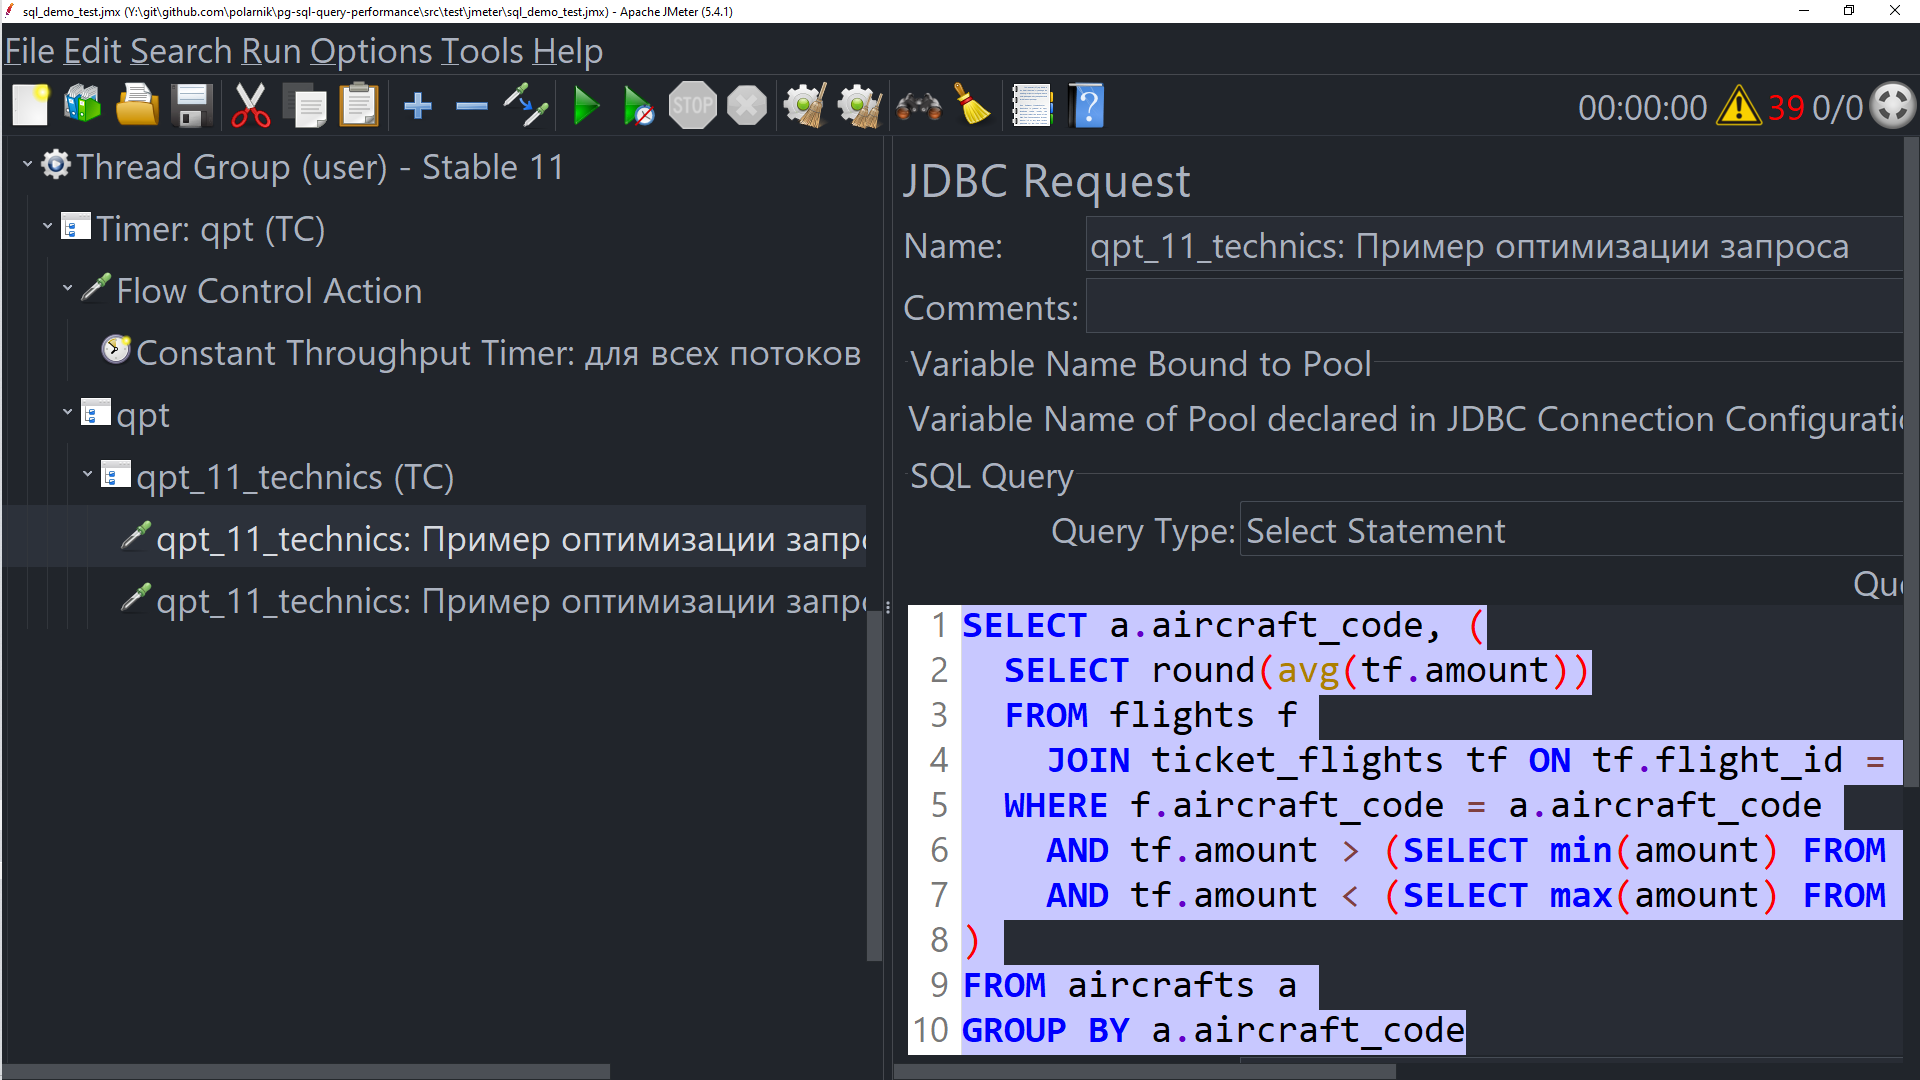 sql_demo_test.jmx (Y:\git\github.com\polarnik\pg-sql-query-performance\src\test\jmeter\sql_demo_test.jmx) - Apache JMeter (5.4.1)
File Edit Search Run Options Tools Help
STOP
00:00:00 39 0/0
Thread Group (user) - Stable 11
Timer: qpt (TC)
Flow Control Action
Constant Throughput Timer: для всех потоков
qpt
qpt_11_technics (TC)
qpt_11_technics: Пример оптимизации запро
qpt_11_technics: Пример оптимизации запро
JDBC Request
Name: qpt_11_technics: Пример оптимизации запроса
Comments:
Variable Name Bound to Pool
Variable Name of Pool declared in JDBC Connection Configuratio
SQL Query
Query Type: Select Statement
Que
1 SELECT a.aircraft_code, (
2 SELECT round(avg(tf.amount))
3 FROM flights f
4 JOIN ticket_flights tf ON tf.flight_id =
5 WHERE f.aircraft_code = a.aircraft_code
6 AND tf.amount > (SELECT min(amount) FROM
7 AND tf.amount < (SELECT max(amount) FROM
8 )
9 FROM aircrafts a
10 GROUP BY a.aircraft_code